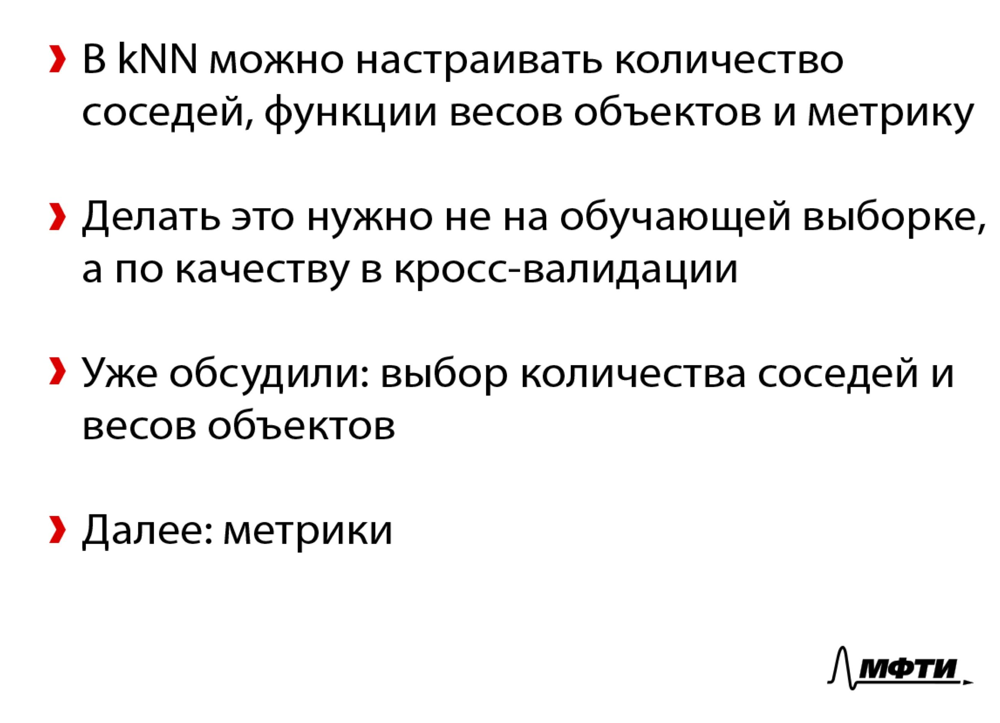 В kNN можно настраивать количество
соседей, функции весов объектов и метрику
Делать это нужно не на обучающей выборке,
а по качеству в кросс-валидации
Уже обсудили: выбор количества соседей и
весов объектов
Далее: метрики
МФТИ